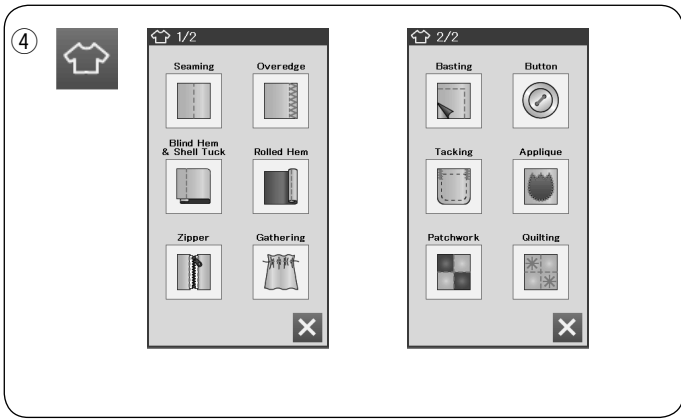 ④
1/2
Seaming
Overedge
Blind Hem
& Shell Tuck
Rolled Hem
Zipper
Gathering
2/2
Basting
Button
Tacking
Applique
Patchwork
Quilting